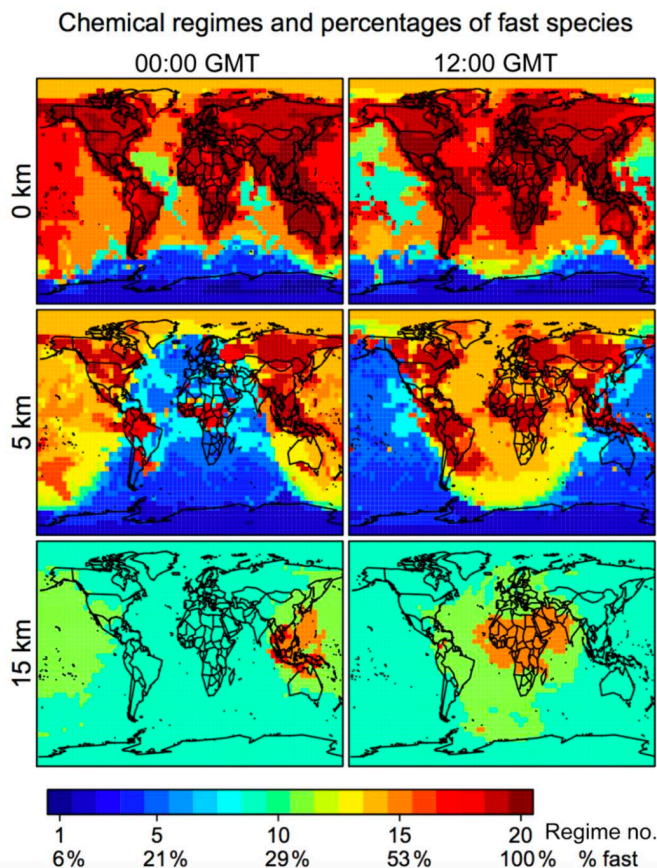 Chemical regimes and percentages of fast species
00:00 GMT 12:00 GMT
0 km
5 km
15 km
1 5 10 15 20 Regime no.
6% 21% 29% 53% 100% % fast